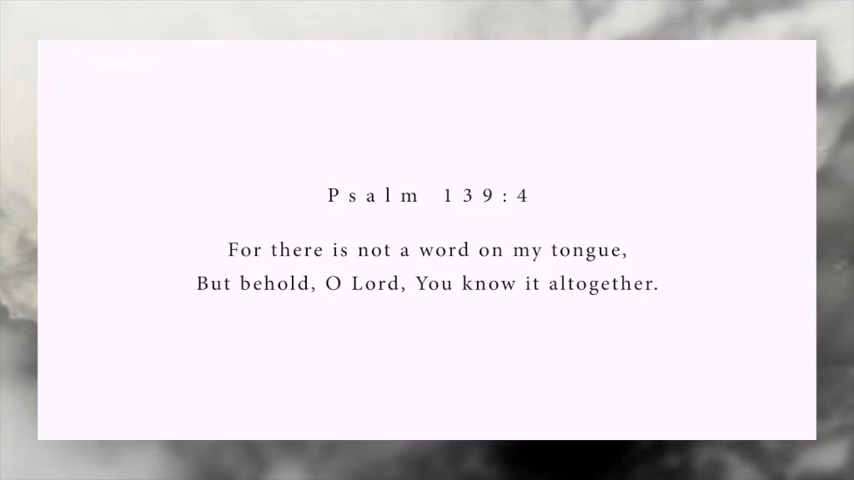 Psalm 139:4
For there is not a word on my tongue,
But behold, O Lord, You know it altogether.